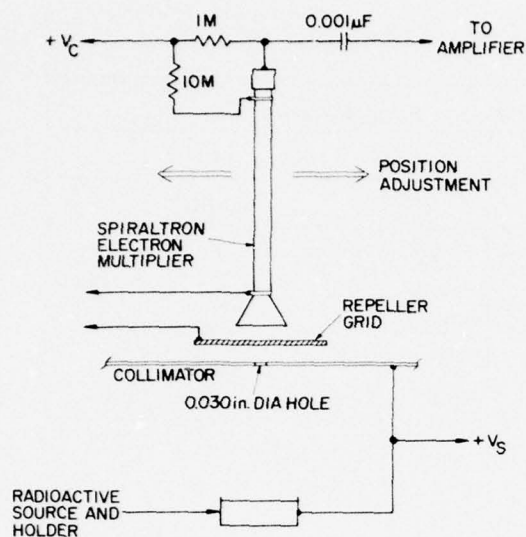 1M
0.001µF
TO
AMPLIFIER
+ V_C
10M
POSITION
ADJUSTMENT
SPIRALTRON
ELECTRON
MULTIPLIER
REPELLER
GRID
COLLIMATOR
0.030 in. DIA HOLE
+ V_S
RADIOACTIVE
SOURCE AND
HOLDER